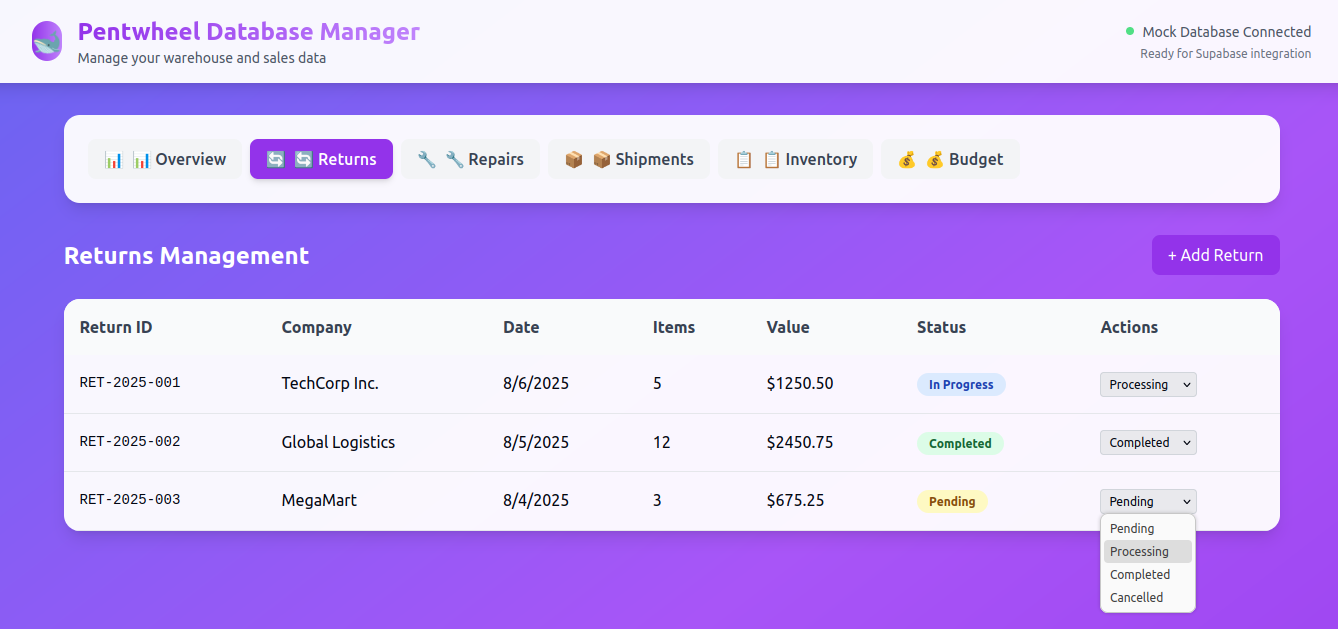 Pentwheel Database Manager
Manage your warehouse and sales data
Mock Database Connected
Ready for Supabase integration
📊 📊 Overview
🔄 🔄 Returns
🔧 🔧 Repairs
📦 📦 Shipments
📋 📋 Inventory
💰 💰 Budget
Returns Management
+ Add Return
Return ID Company Date Items Value Status Actions
RET-2025-001 TechCorp Inc. 8/6/2025 5 $1250.50 In Progress Processing
RET-2025-002 Global Logistics 8/5/2025 12 $2450.75 Completed Completed
RET-2025-003 MegaMart 8/4/2025 3 $675.25 Pending Pending
Pending
Processing
Completed
Cancelled